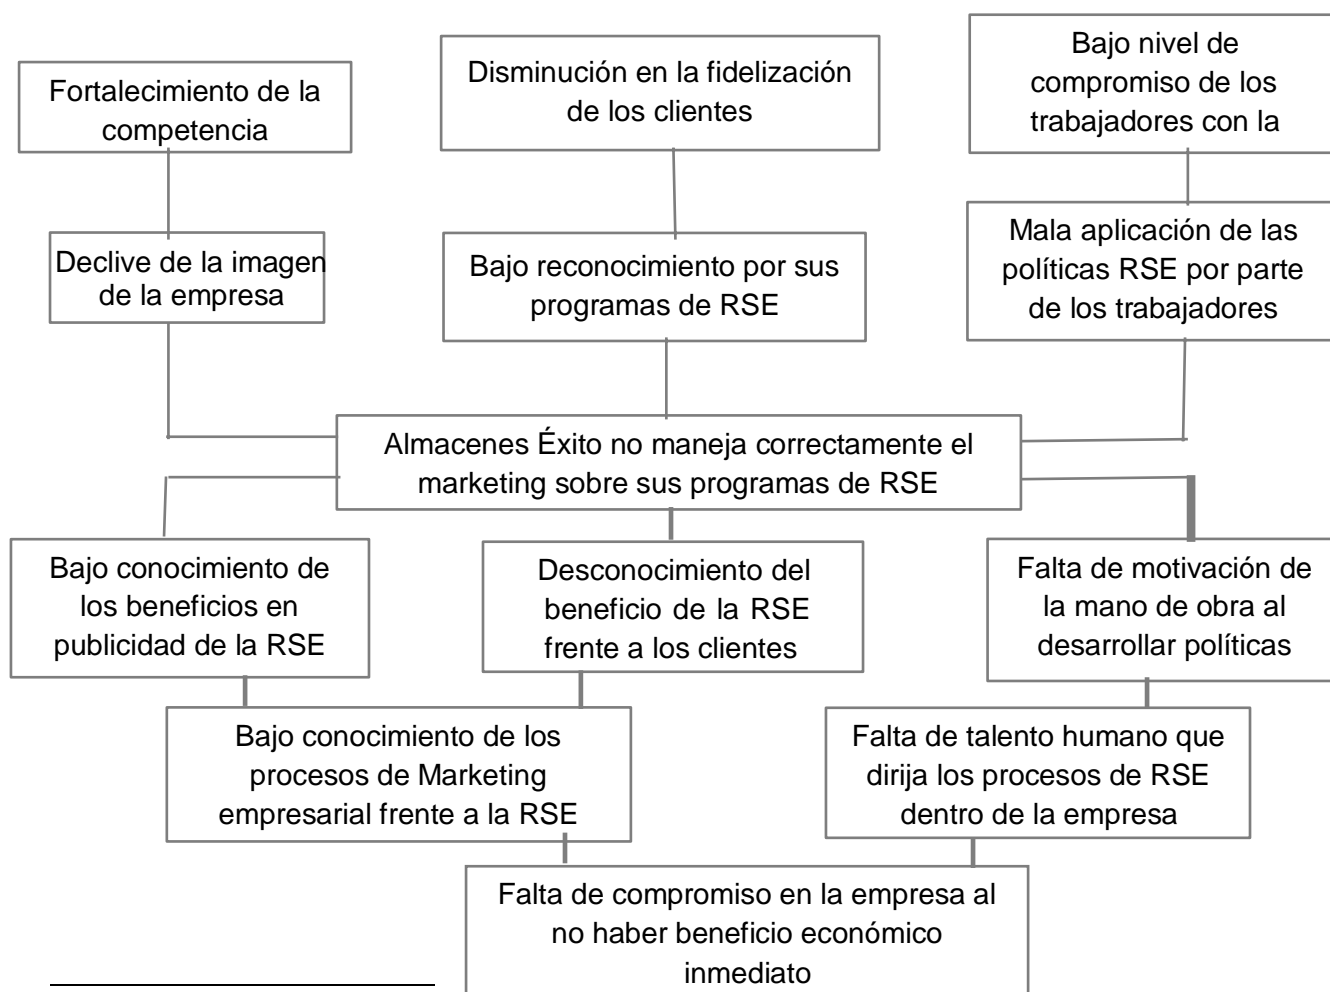 Fortalecimiento de la
competencia
Disminución en la fidelización
de los clientes
Bajo nivel de
compromiso de los
trabajadores con la
Declive de la imagen
de la empresa
Bajo reconocimiento por sus
programas de RSE
Mala aplicación de las
políticas RSE por parte
de los trabajadores
Almacenes Éxito no maneja correctamente el
marketing sobre sus programas de RSE
Bajo conocimiento de
los beneficios en
publicidad de la RSE
Desconocimiento del
beneficio de la RSE
frente a los clientes
Falta de motivación de
la mano de obra al
desarrollar políticas
Bajo conocimiento de los
procesos de Marketing
empresarial frente a la RSE
Falta de talento humano que
dirija los procesos de RSE
dentro de la empresa
Falta de compromiso en la empresa al
no haber beneficio económico
inmediato